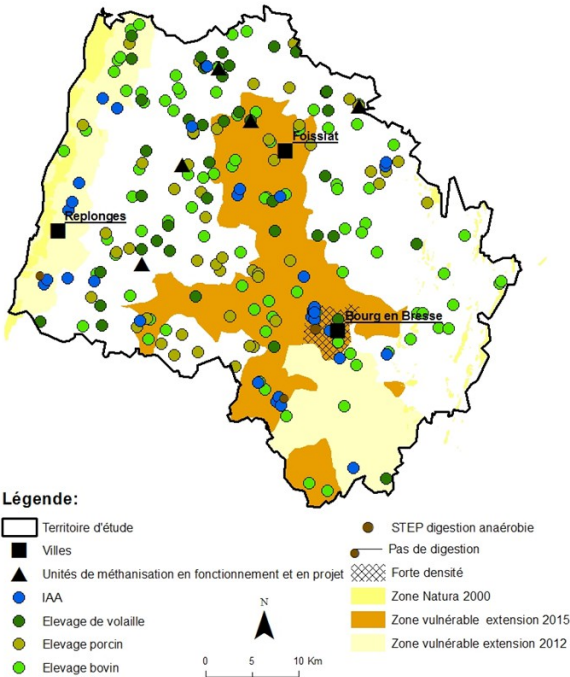 Foissiat
Replonges
Bourg en Bresse
Légende:
Territoire d'étude
Villes
Unités de méthanisation en fonctionnement et en projet
IAA
Elevage de volaille
Elevage porcin
Elevage bovin
STEP digestion anaérobie
Pas de digestion
Forte densité
Zone Natura 2000
Zone vulnérable extension 2015
Zone vulnérable extension 2012
N
0 5 10 Km